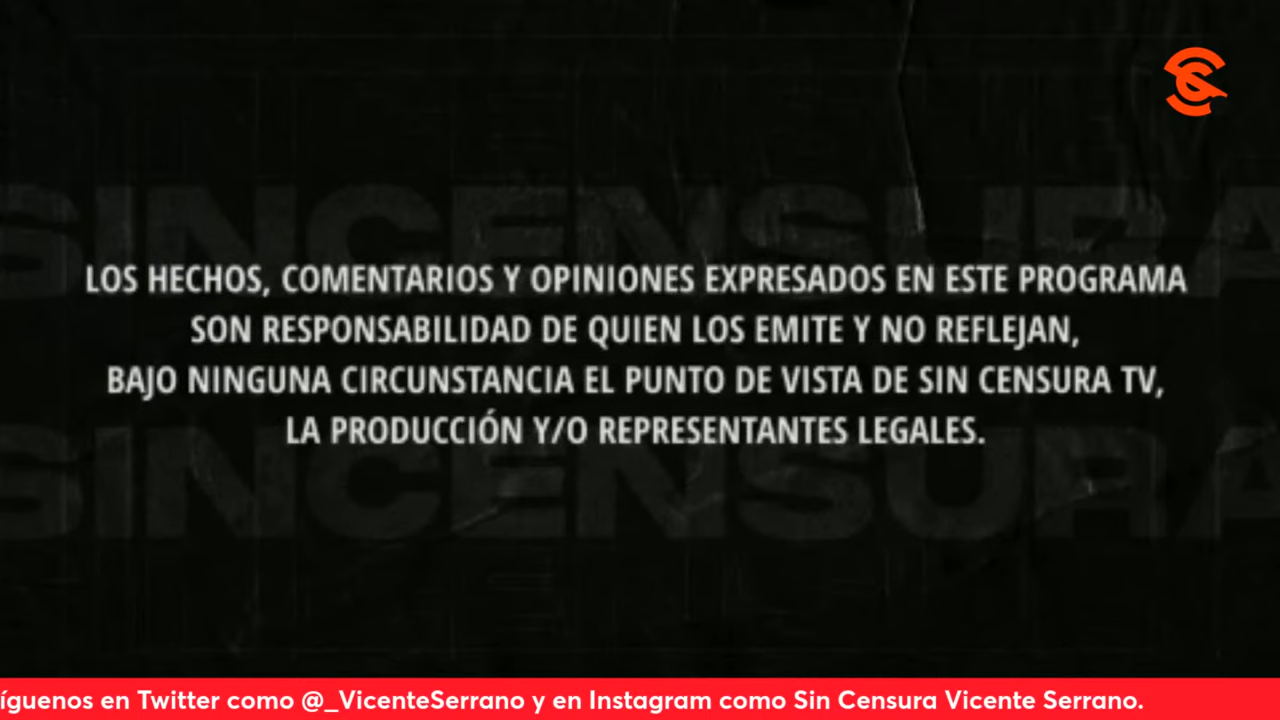 SINCENSURA
LOS HECHOS, COMENTARIOS Y OPINIONES EXPRESADOS EN ESTE PROGRAMA
SON RESPONSABILIDAD DE QUIEN LOS EMITE Y NO REFLEJAN,
BAJO NINGUNA CIRCUNSTANCIA EL PUNTO DE VISTA DE SIN CENSURA TV,
LA PRODUCCIÓN Y/O REPRESENTANTES LEGALES.
SINCENSURA
íguenos en Twitter como @_VicenteSerrano y en Instagram como Sin Censura Vicente Serrano.